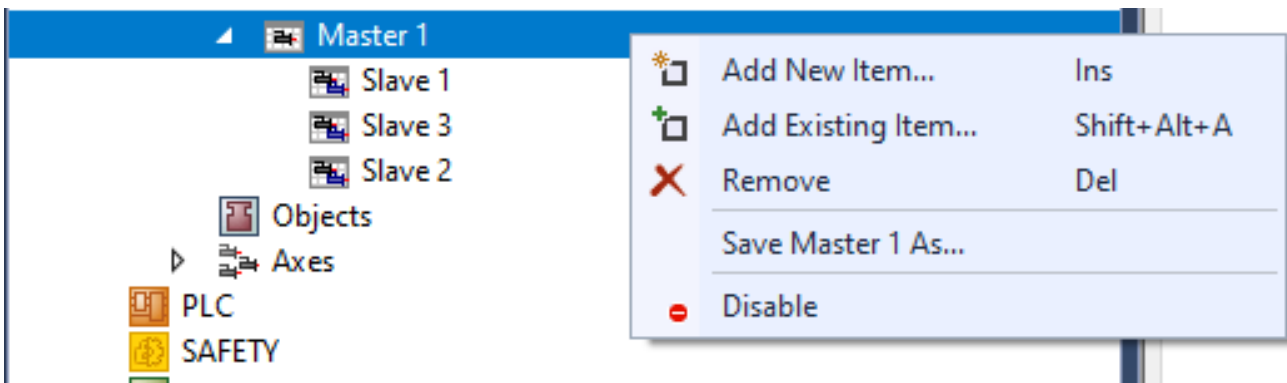 Master 1
Slave 1
Slave 3
Slave 2
Objects
Axes
PLC
SAFETY
Add New Item... Ins
Add Existing Item... Shift+Alt+A
Remove Del
Save Master 1 As...
Disable